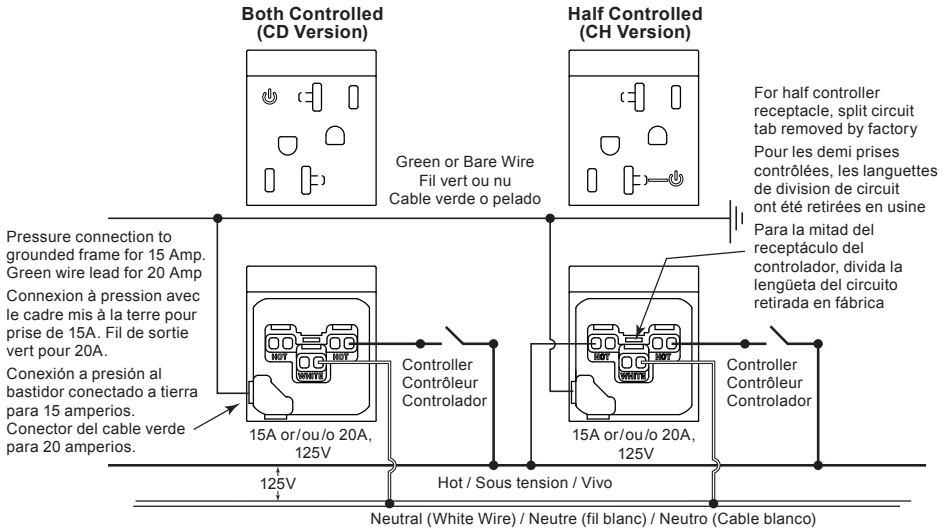 Both Controlled
(CD Version)
Half Controlled
(CH Version)
For half controller
receptacle, split circuit
tab removed by factory
Pour les demi prises
contrôlées, les languettes
de division de circuit
ont été retirées en usine
Para la mitad del
receptáculo del
controlador, divida la
lengüeta del circuito
retirada en fábrica
Green or Bare Wire
Fil vert ou nu
Cable verde o pelado
Pressure connection to
grounded frame for 15 Amp.
Green wire lead for 20 Amp
Connexion à pression avec
le cadre mis à la terre pour
prise de 15A. Fil de sortie
vert pour 20A.
Conexión a presión al
bastidor conectado a tierra
para 15 amperios.
Conector del cable verde
para 20 amperios.
HOT
HOT
WHITE
Controller
Contrôleur
Controlador
15A or/ou/o 20A,
125V
HOT
HOT
WHITE
Controller
Contrôleur
Controlador
15A or/ou/o 20A,
125V
125V
Hot / Sous tension / Vivo
Neutral (White Wire) / Neutre (fil blanc) / Neutro (Cable blanco)